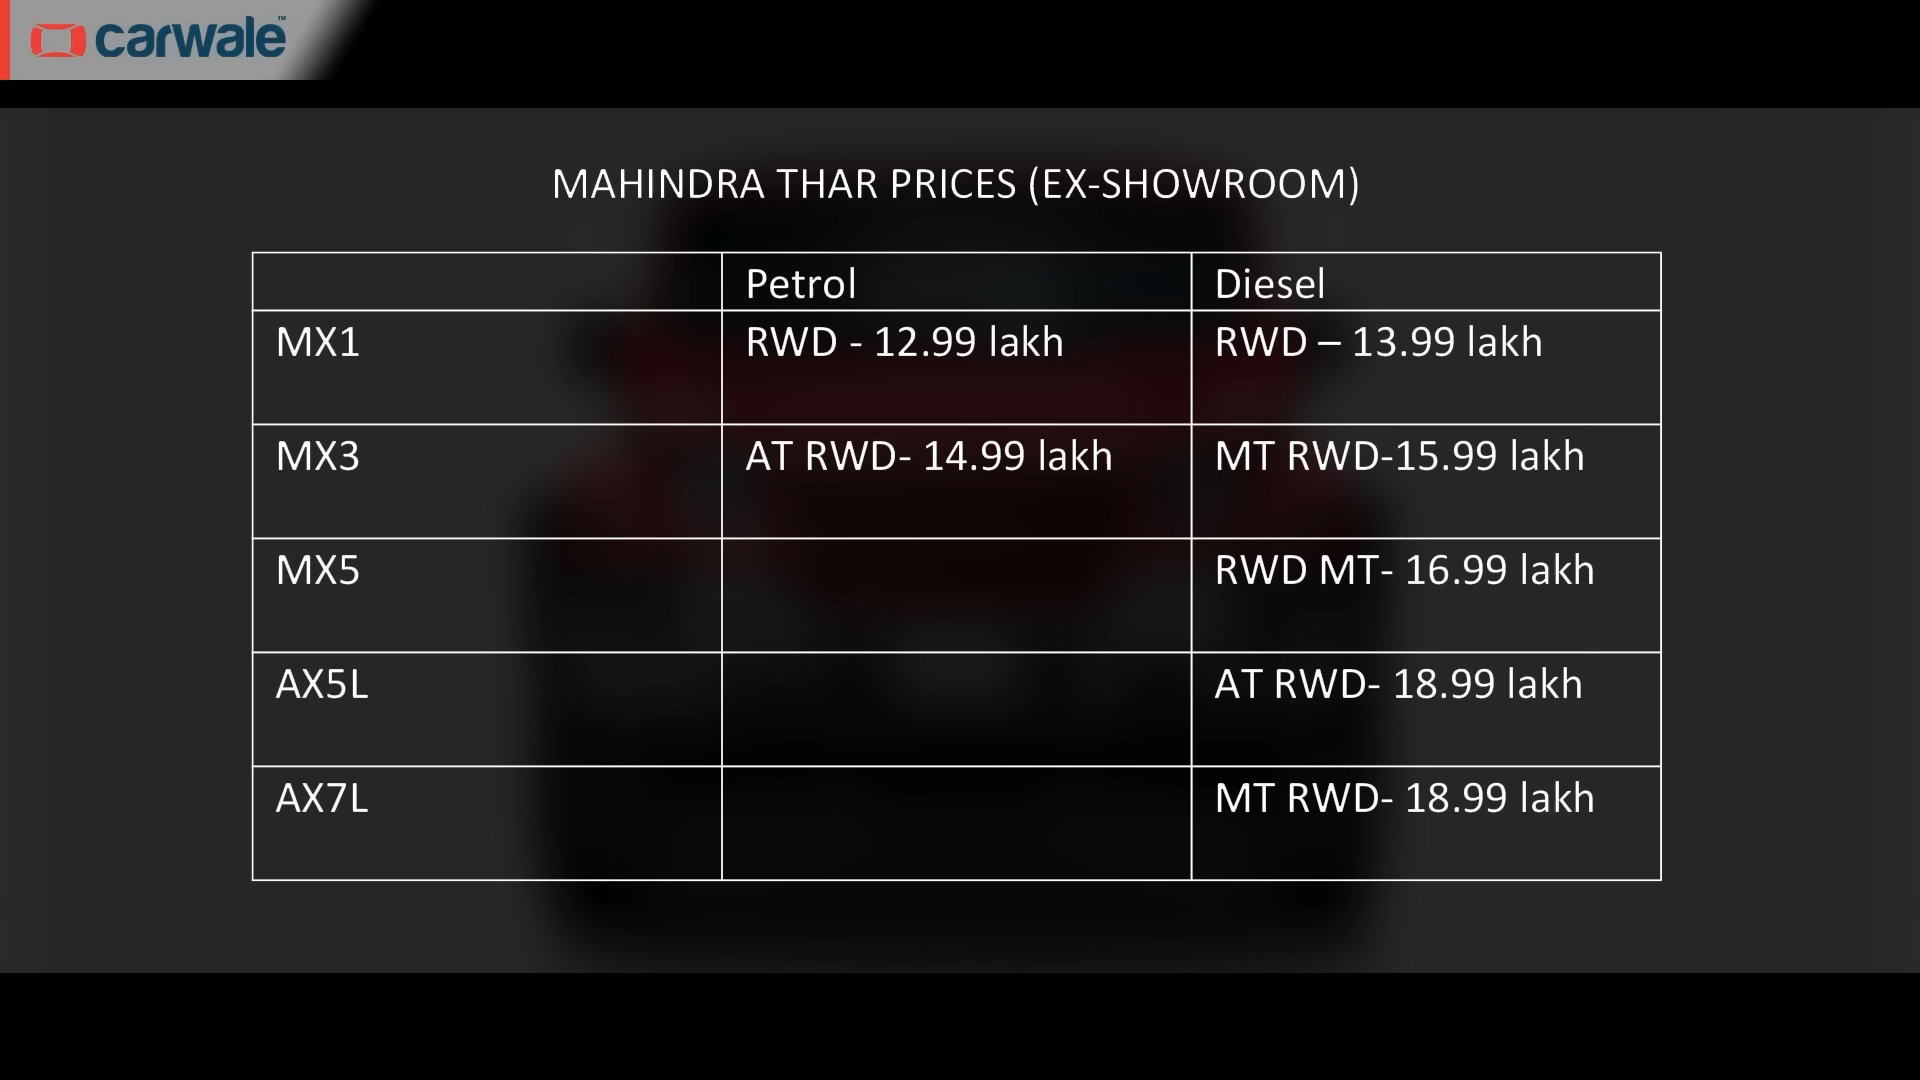 carwale™
MAHINDRA THAR PRICES (EX-SHOWROOM)
Petrol Diesel
MX1 RWD - 12.99 lakh RWD – 13.99 lakh
MX3 AT RWD- 14.99 lakh MT RWD-15.99 lakh
MX5 RWD MT- 16.99 lakh
AX5L AT RWD- 18.99 lakh
AX7L MT RWD- 18.99 lakh